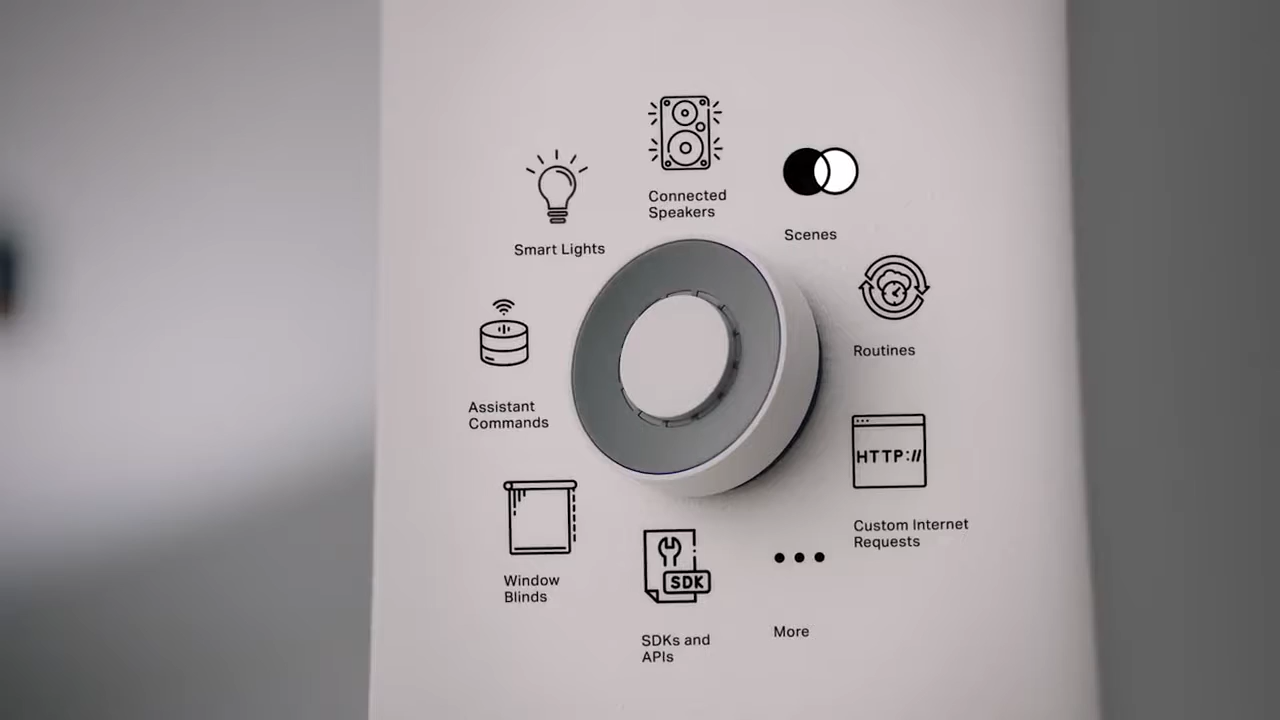 Connected
Speakers
Smart Lights
Scenes
Routines
Assistant
Commands
HTTP://
Custom Internet
Requests
Window
Blinds
SDK
SDKs and
APIs
More